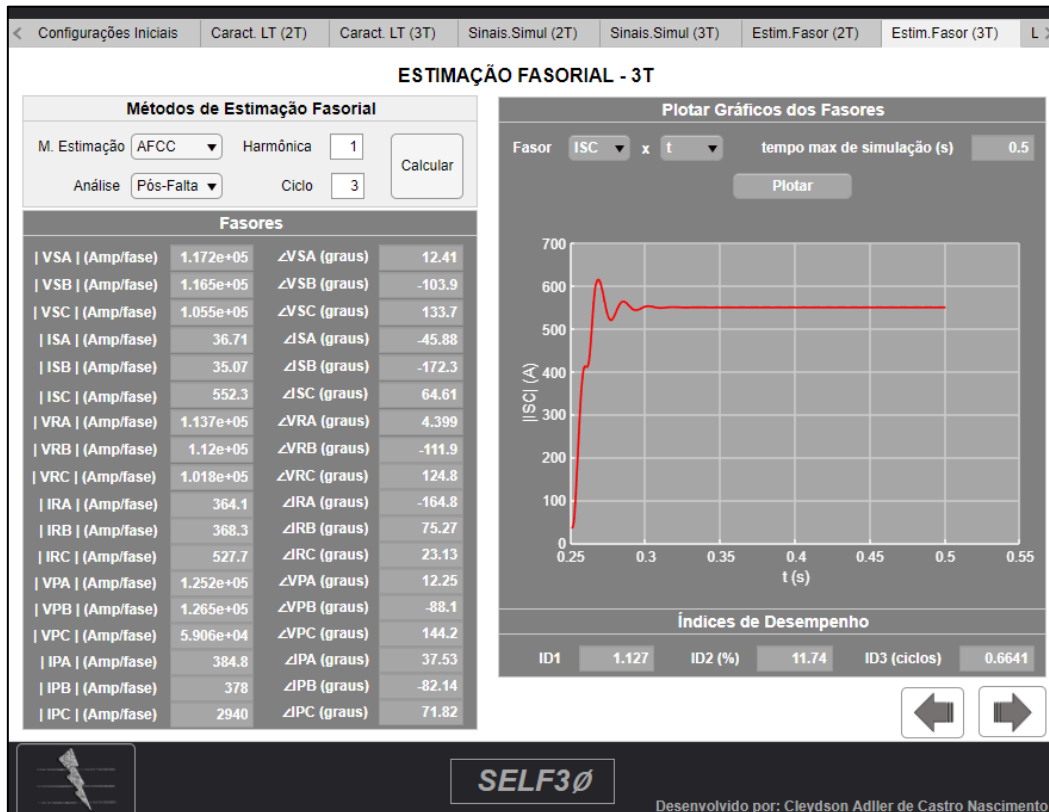 Configurações Iniciais Caract. LT (2T) Caract. LT (3T) Sinais.Simul (2T) Sinais.Simul (3T) Estim.Fasor (2T) Estim.Fasor (3T) L
ESTIMAÇÃO FASORIAL - 3T
Métodos de Estimação Fasorial
M. Estimação AFCC Harmônica 1
Calcular
Análise Pós-Falta Ciclo 3
Fasores
| VSA | (Amp/fase) 1.172e+05 ∠VSA (graus) 12.41
| VSB | (Amp/fase) 1.165e+05 ∠VSB (graus) -103.9
| VSC | (Amp/fase) 1.055e+05 ∠VSC (graus) 133.7
| ISA | (Amp/fase) 36.71 ∠ISA (graus) -45.88
| ISB | (Amp/fase) 35.07 ∠ISB (graus) -172.3
| ISC | (Amp/fase) 552.3 ∠ISC (graus) 64.61
| VRA | (Amp/fase) 1.137e+05 ∠VRA (graus) 4.399
| VRB | (Amp/fase) 1.12e+05 ∠VRB (graus) -111.9
| VRC | (Amp/fase) 1.018e+05 ∠VRC (graus) 124.8
| IRA | (Amp/fase) 364.1 ∠IRA (graus) -164.8
| IRB | (Amp/fase) 368.3 ∠IRB (graus) 75.27
| IRC | (Amp/fase) 527.7 ∠IRC (graus) 23.13
| VPA | (Amp/fase) 1.252e+05 ∠VPA (graus) 12.25
| VPB | (Amp/fase) 1.265e+05 ∠VPB (graus) -88.1
| VPC | (Amp/fase) 5.906e+04 ∠VPC (graus) 144.2
| IPA | (Amp/fase) 384.8 ∠IPA (graus) 37.53
| IPB | (Amp/fase) 378 ∠IPB (graus) -82.14
| IPC | (Amp/fase) 2940 ∠IPC (graus) 71.82
Plotar Gráficos dos Fasores
Fasor ISC x t tempo max de simulação (s) 0.5
Plotar
700
600
500
400
300
200
100
0
|ISC| (A)
0.25 0.3 0.35 0.4 0.45 0.5 0.55
t (s)
Índices de Desempenho
ID1 1.127 ID2 (%) 11.74 ID3 (ciclos) 0.6641
SELF3Ø
Desenvolvido por: Cleydson Adller de Castro Nascimento